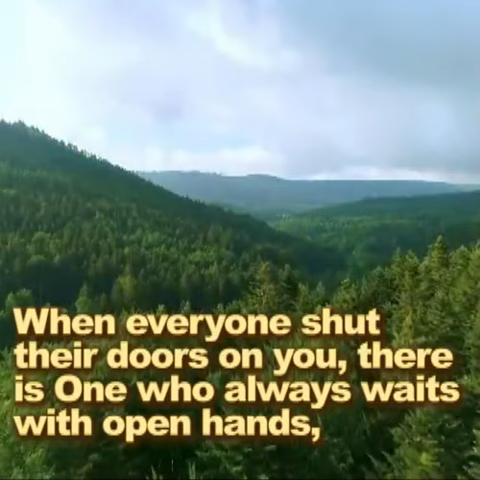 When everyone shut
their doors on you, there
is One who always waits
with open hands,